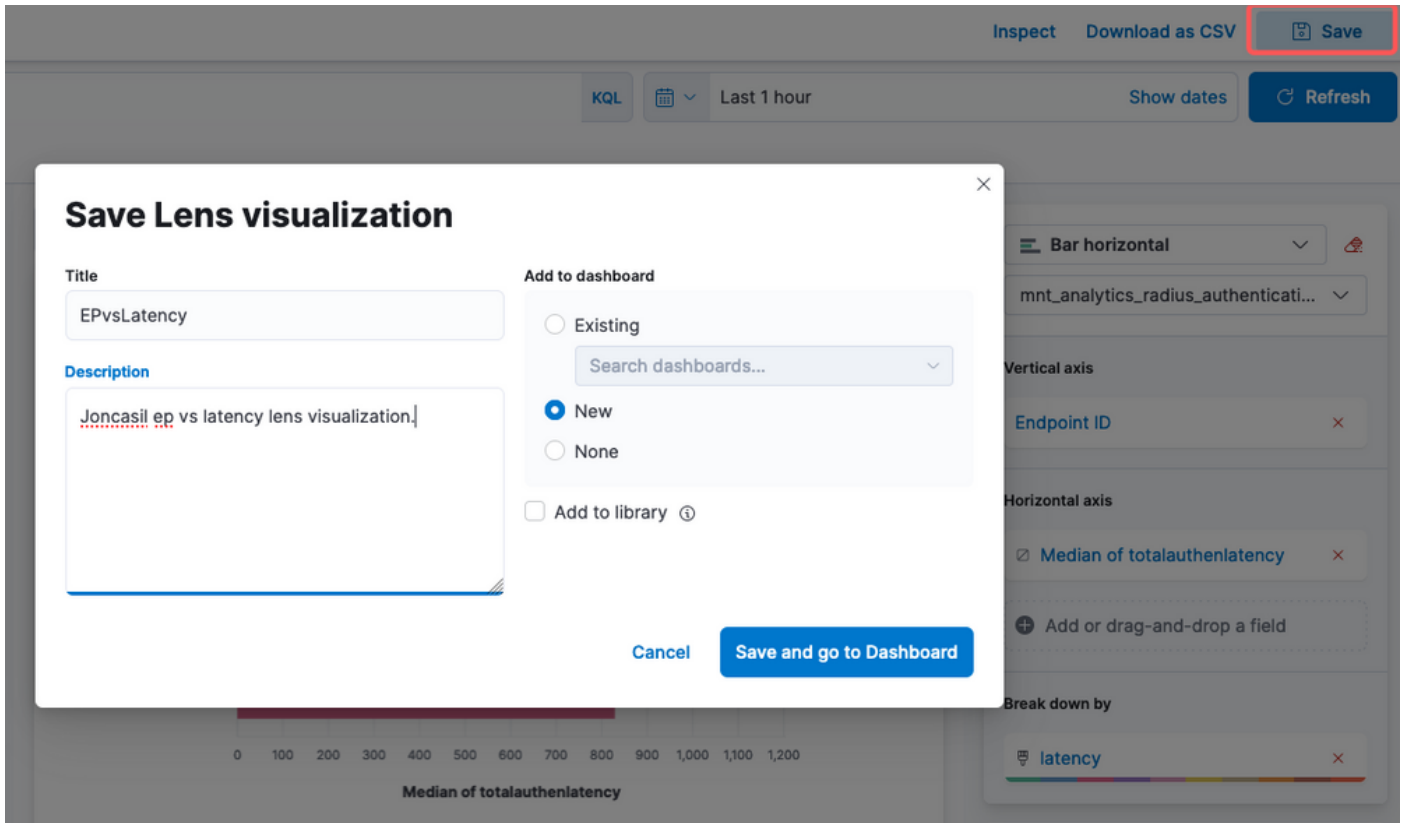 Inspect Download as CSV Save
KQL Last 1 hour Show dates Refresh
Save Lens visualization
Title
EPvsLatency
Description
Joncasil ep vs latency lens visualization.
Add to dashboard
Existing
Search dashboards...
New
None
Add to library
Cancel Save and go to Dashboard
Bar horizontal
mnt_analytics_radius_authenticati...
Vertical axis
Endpoint ID
Horizontal axis
Median of totalauthenlatency
Add or drag-and-drop a field
Break down by
latency
0 100 200 300 400 500 600 700 800 900 1,000 1,100 1,200
Median of totalauthenlatency